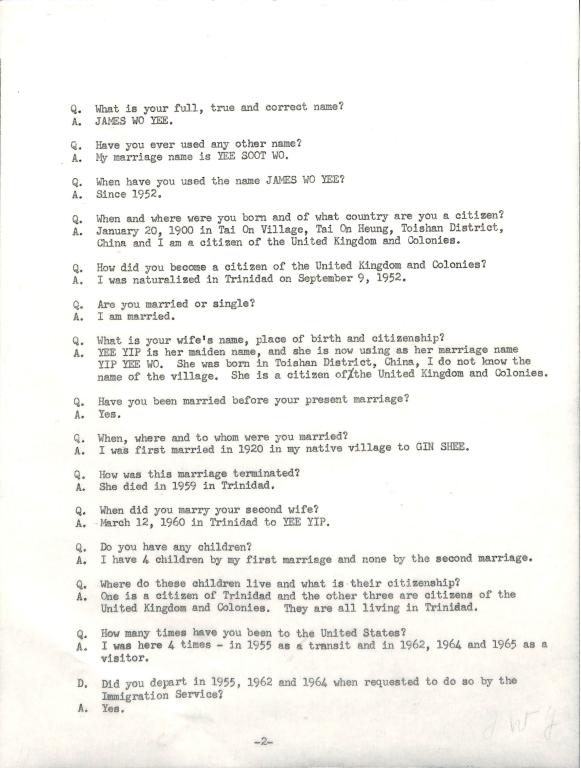 Q. What is your full, true and correct name?
A. JAMES WO YEE.
Q. Have you ever used any other name?
A. My marriage name is YEE SOOT WO.
Q. When have you used the name JAMES WO YEE?
A. Since 1952.
Q. When and where were you born and of what country are you a citizen?
A. January 20, 1900 in Tai On Village, Tai On Heung, Toishan District,
China and I am a citizen of the United Kingdom and Colonies.
Q. How did you become a citizen of the United Kingdom and Colonies?
A. I was naturalized in Trinidad on September 9, 1952.
Q. Are you married or single?
A. I am married.
Q. What is your wife's name, place of birth and citizenship?
A. YEE YIP is her maiden name, and she is now using as her marriage name
YIP YEE WO. She was born in Toishan District, China, I do not know the
name of the village. She is a citizen of/the United Kingdom and Colonies.
Q. Have you been married before your present marriage?
A. Yes.
Q. When, where and to whom were you married?
A. I was first married in 1920 in my native village to GIN SHEE.
Q. How was this marriage terminated?
A. She died in 1959 in Trinidad.
Q. When did you marry your second wife?
A. March 12, 1960 in Trinidad to YEE YIP.
Q. Do you have any children?
A. I have 4 children by my first marriage and none by the second marriage.
Q. Where do these children live and what is their citizenship?
A. One is a citizen of Trinidad and the other three are citizens of the
United Kingdom and Colonies. They are all living in Trinidad.
Q. How many times have you been to the United States?
A. I was here 4 times - in 1955 as a transit and in 1962, 1964 and 1965 as a
visitor.
D. Did you depart in 1955, 1962 and 1964 when requested to do so by the
Immigration Service?
A. Yes.
J W Y
-2-